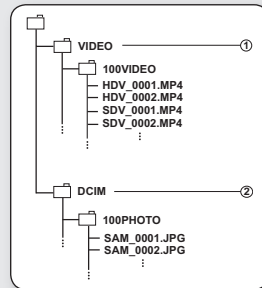 VIDEO ①
100VIDEO
HDV_0001.MP4
HDV_0002.MP4
SDV_0001.MP4
SDV_0002.MP4
DCIM ②
100PHOTO
SAM_0001.JPG
SAM_0002.JPG